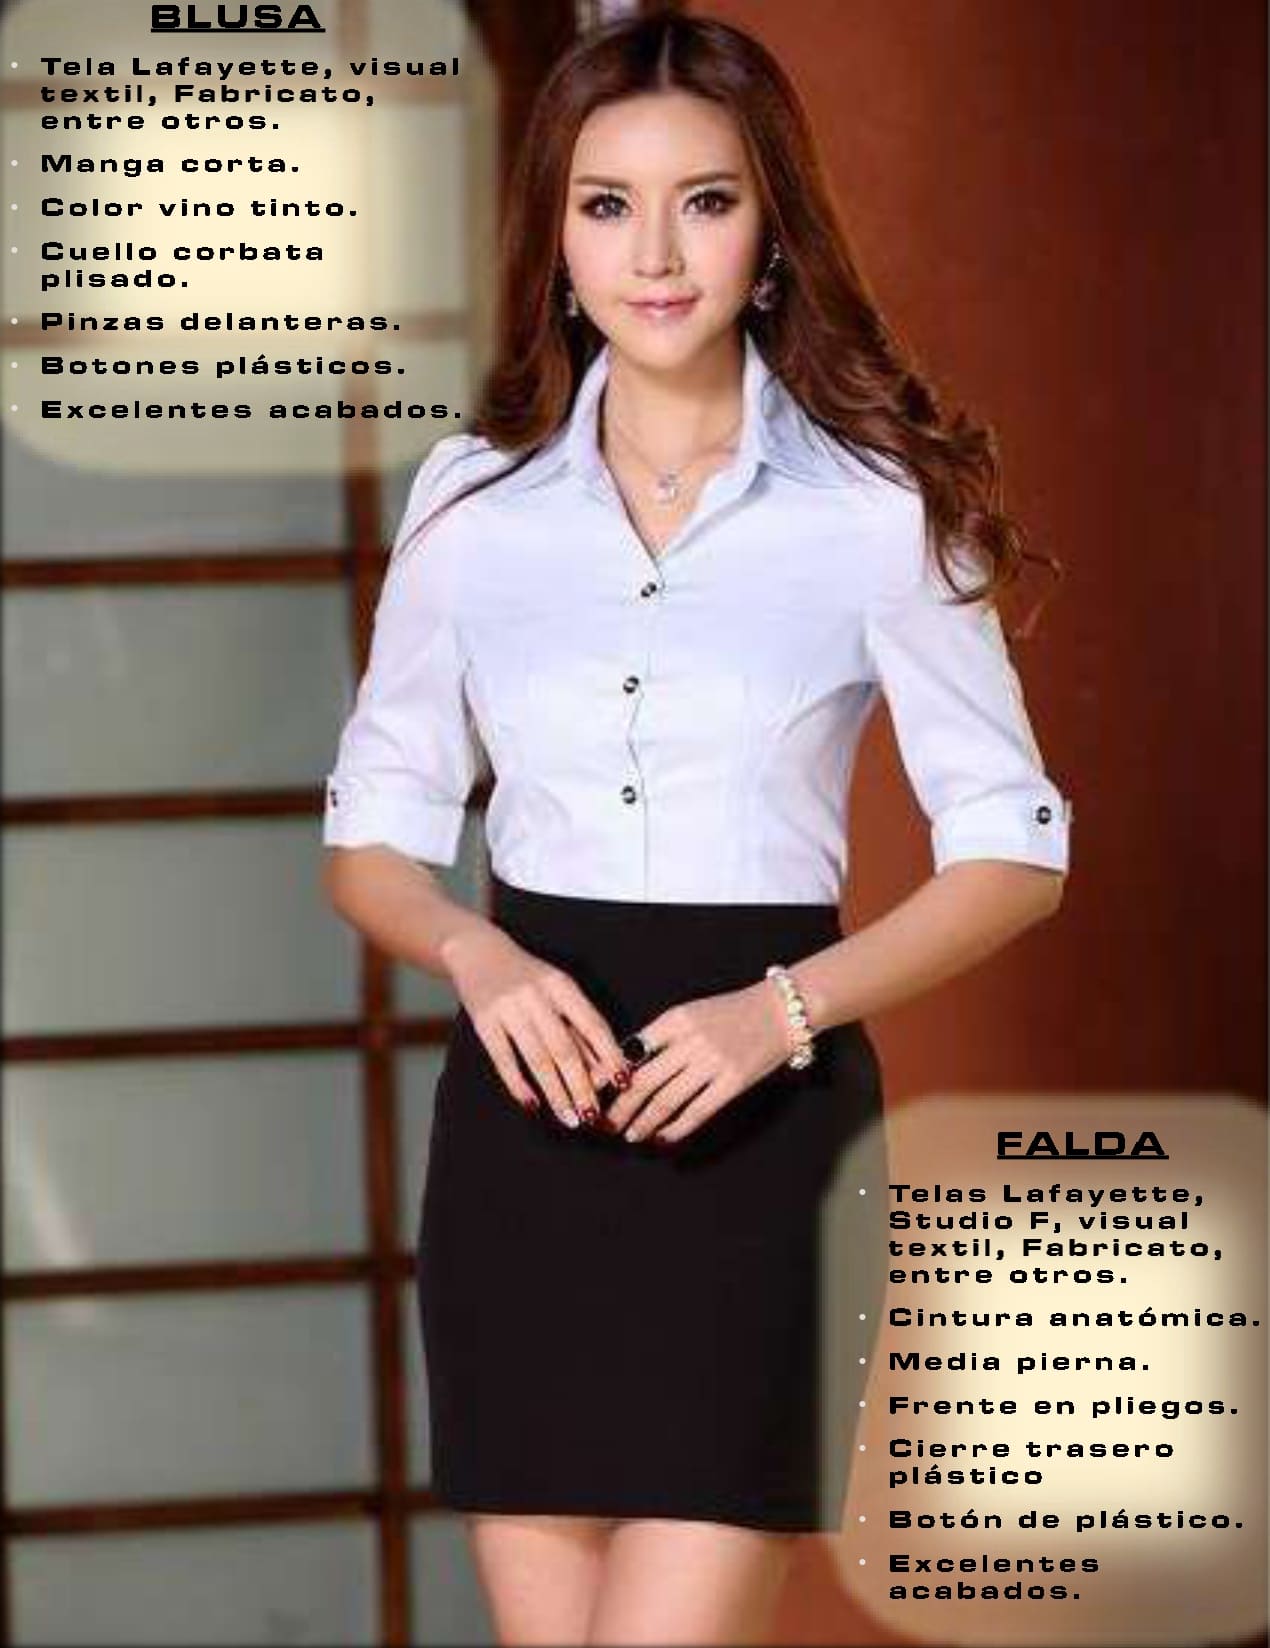 BLUSA
• Tela Lafayette, visual
textil, Fabricato,
entre otros.
• Manga corta.
• Color vino tinto.
• Cuello corbata
plisado.
• Pinzas delanteras.
• Botones plásticos.
• Excelentes acabados.
FALDA
• Telas Lafayette,
Studio F, visual
textil, Fabricato,
entre otros.
• Cintura anatómica.
• Media pierna.
• Frente en pliegos.
• Cierre trasero
plástico
• Botón de plástico.
• Excelentes
acabados.